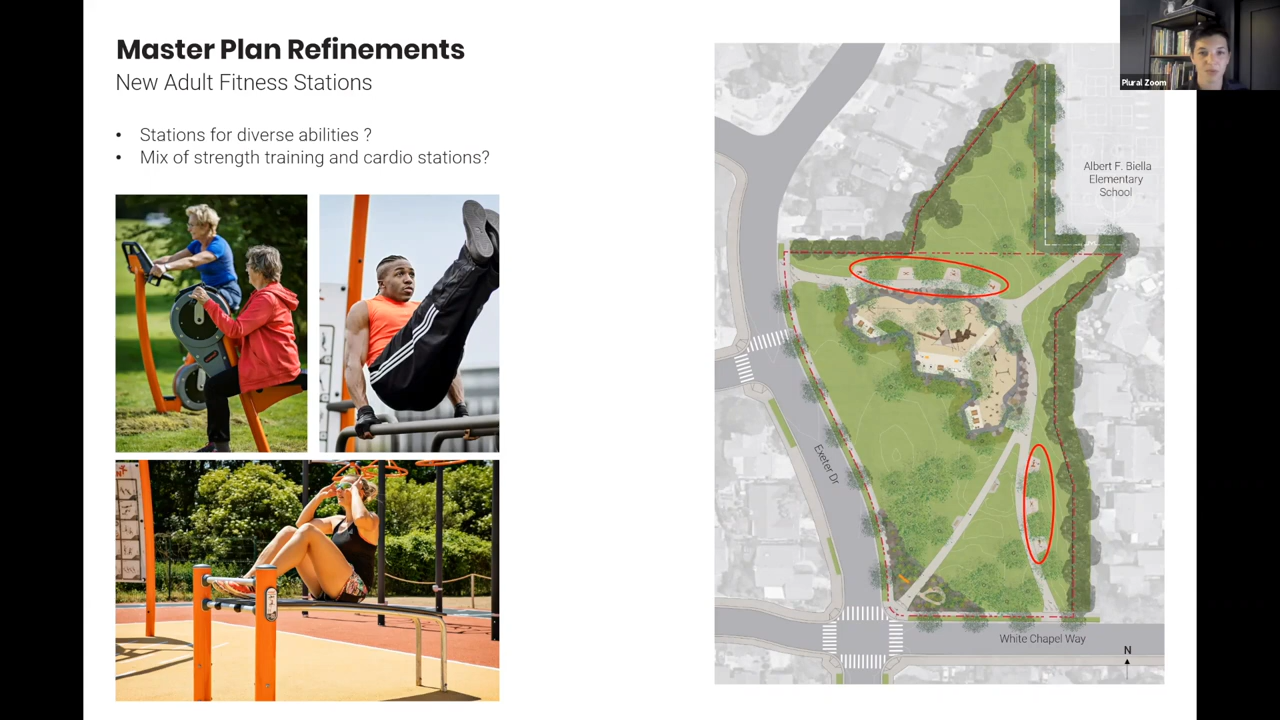 Master Plan Refinements
New Adult Fitness Stations
• Stations for diverse abilities ?
• Mix of strength training and cardio stations?
Plural Zoom
Albert F. Biella
Elementary
School
Exeter Dr
White Chapel Way
N